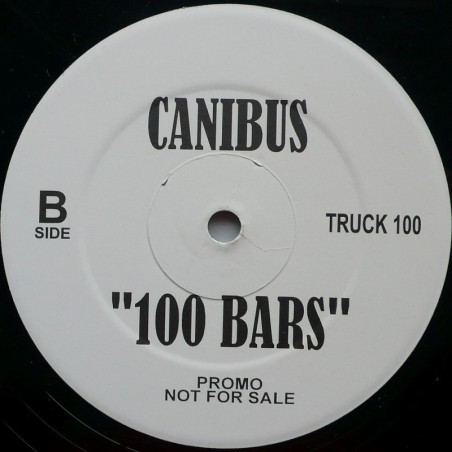 CANIBUS
B
SIDE
TRUCK 100
"100 BARS"
PROMO
NOT FOR SALE